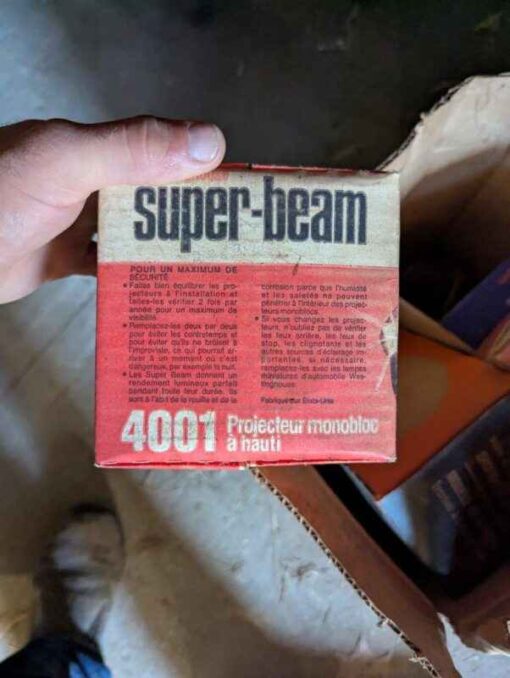 super-beam
POUR UN MAXIMUM DE
SÉCURITÉ
• Faites bien équilibrer les pro-
jecteurs à l'installation et
faites-les vérifier 2 fois par
année pour un maximum de
visibilité.
• Remplacez-les deux par deux
pour éviter les contretemps et
pour éviter qu'ils ne brûlent à
l'improviste, ce qui pourrait ar-
river à un moment où c'est
dangereux, par exemple la nuit.
• Les Super Beam donnent un
rendement lumineux parfait
pendant toute leur durée. Ils
sont à l'abri de la rouille et de la
corrosion parce que l'humidité
et les saletés ne peuvent
pénétrer à l'intérieur des projec-
teurs monoblocs.
• Si vous changez les projec-
teurs, n'oubliez pas de vérifier
les feux arrière, les feux de
stop, les clignotants et les
autres sources d'éclairage im-
portantes, si nécessaire,
remplacez-les avec les lampes
miniatures d'automobile Wes-
tinghouse.
Fabriqué aux États-Unis
4001 Projecteur monobloc
à hauti